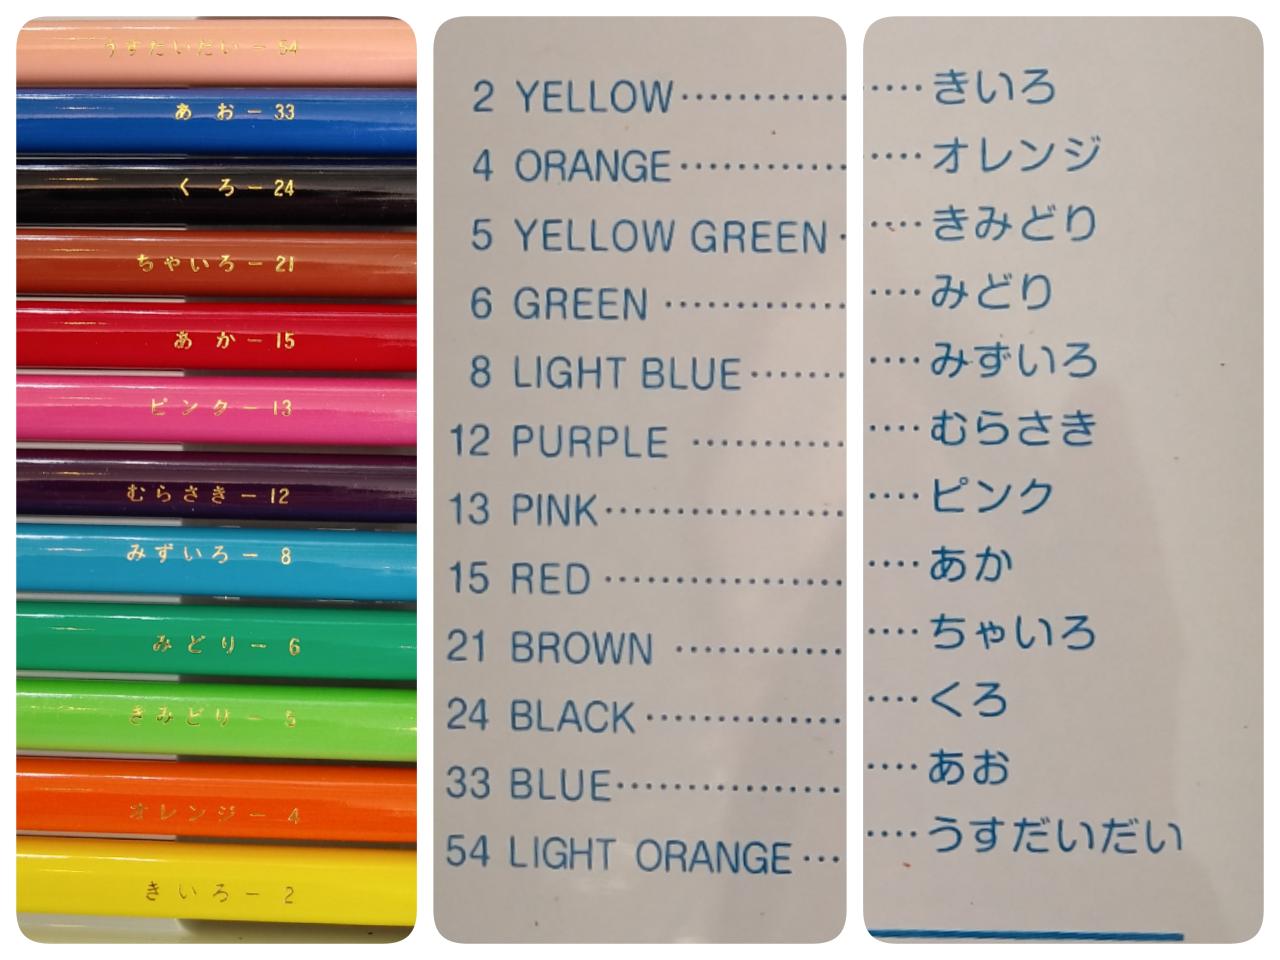 うすだいだい－54
あお－33
くろ－24
ちゃいろ－21
あか－15
ピンク－13
むらさき－12
みずいろ－8
みどり－6
きみどり－5
オレンジ－4
きいろ－2
2 YELLOW
4 ORANGE
5 YELLOW GREEN
6 GREEN
8 LIGHT BLUE
12 PURPLE
13 PINK
15 RED
21 BROWN
24 BLACK
33 BLUE
54 LIGHT ORANGE
きいろ
オレンジ
きみどり
みどり
みずいろ
むらさき
ピンク
あか
ちゃいろ
くろ
あお
うすだいだい